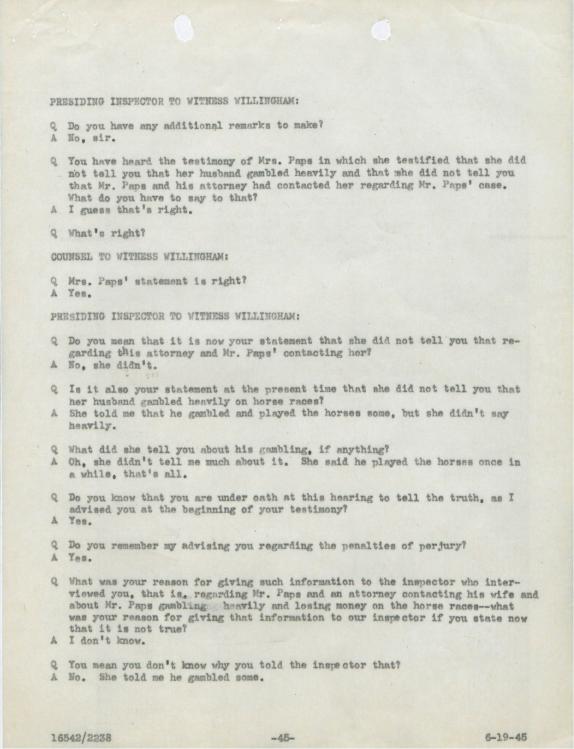 PRESIDING INSPECTOR TO WITNESS WILLINGHAM:
Q Do you have any additional remarks to make?
A No, sir.
Q You have heard the testimony of Mrs. Paps in which she testified that she did
not tell you that her husband gambled heavily and that she did not tell you
that Mr. Paps and his attorney had contacted her regarding Mr. Paps' case.
What do you have to say to that?
A I guess that's right.
Q What's right?
COUNSEL TO WITNESS WILLINGHAM:
Q Mrs. Paps' statement is right?
A Yes.
PRESIDING INSPECTOR TO WITNESS WILLINGHAM:
Q Do you mean that it is now your statement that she did not tell you that re-
garding this attorney and Mr. Paps' contacting her?
A No, she didn't.
Q Is it also your statement at the present time that she did not tell you that
her husband gambled heavily on horse races?
A She told me that he gambled and played the horses some, but she didn't say
heavily.
Q What did she tell you about his gambling, if anything?
A Oh, she didn't tell me much about it. She said he played the horses once in
a while, that's all.
Q Do you know that you are under oath at this hearing to tell the truth, as I
advised you at the beginning of your testimony?
A Yes.
Q Do you remember my advising you regarding the penalties of perjury?
A Yes.
Q What was your reason for giving such information to the inspector who inter-
viewed you, that is, regarding Mr. Paps and an attorney contacting his wife and
about Mr. Paps gambling heavily and losing money on the horse races--what
was your reason for giving that information to our inspector if you state now
that it is not true?
A I don't know.
Q You mean you don't know why you told the inspector that?
A No. She told me he gambled some.
16542/2238 -45- 6-19-45